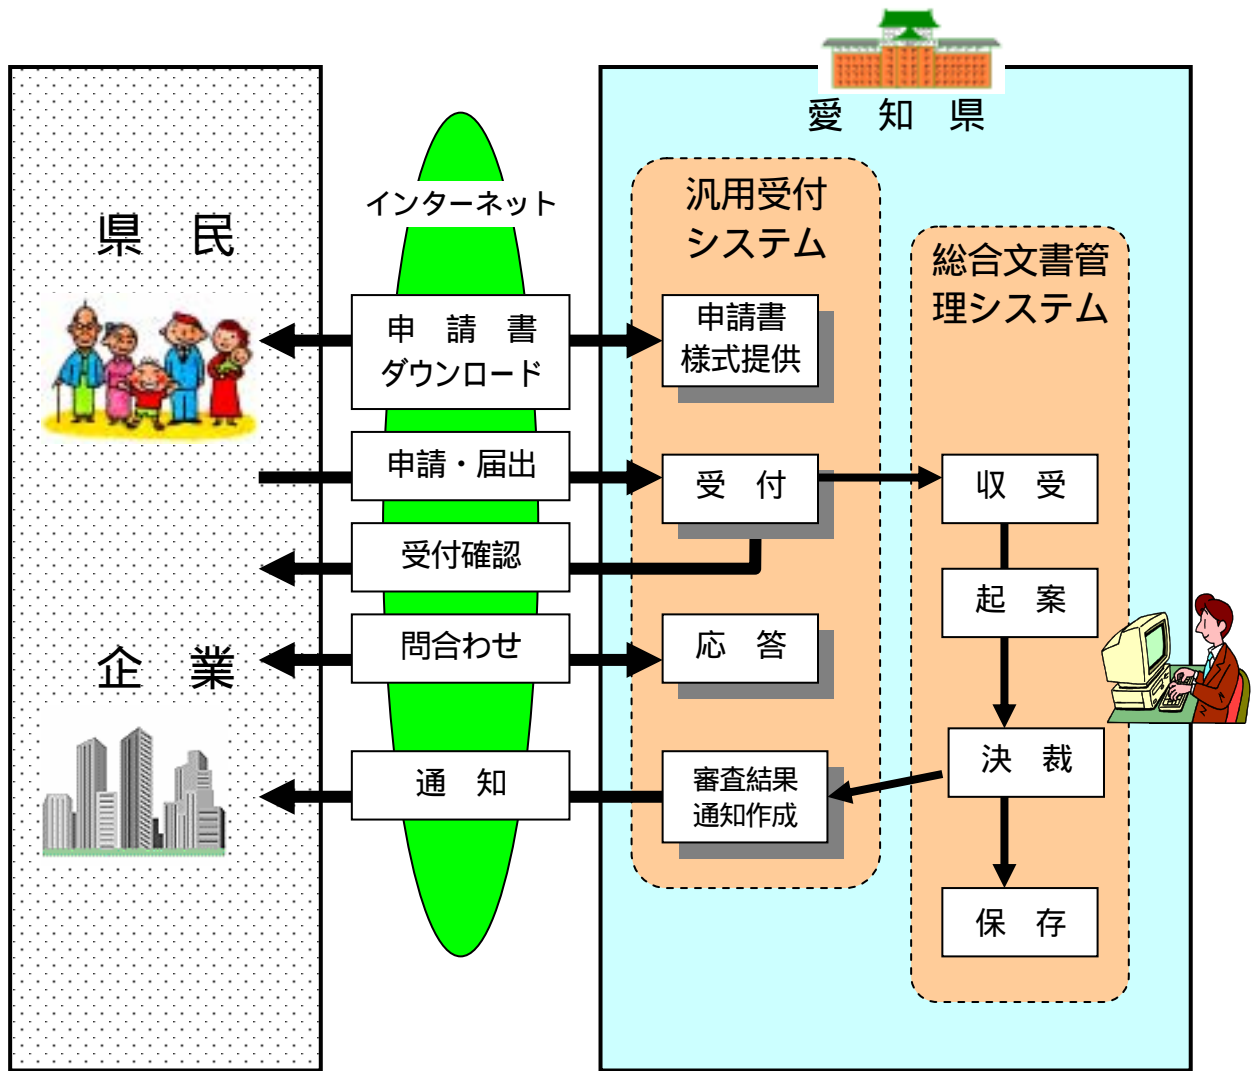 愛　知　県
県　民
企　業
インターネット
申　請　書
ダウンロード
申請・届出
受付確認
問合わせ
通　知
汎用受付
システム
申請書
様式提供
受　付
応　答
審査結果
通知作成
総合文書管
理システム
収　受
起　案
決　裁
保　存